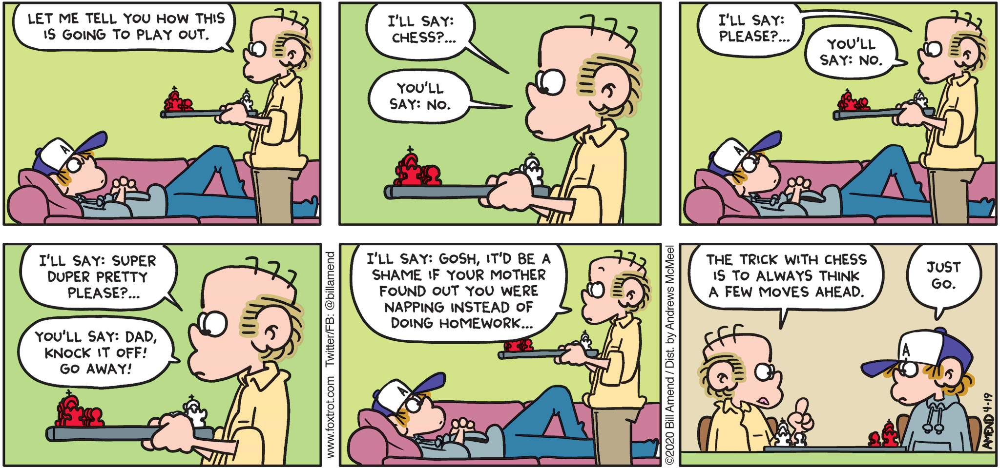 LET ME TELL YOU HOW THIS
IS GOING TO PLAY OUT.
A
I'LL SAY:
CHESS?...
YOU'LL
SAY: NO.
I'LL SAY:
PLEASE?...
YOU'LL
SAY: NO.
A
I'LL SAY: SUPER
DUPER PRETTY
PLEASE?...
YOU'LL SAY: DAD,
KNOCK IT OFF!
GO AWAY!
www.foxtrot.com Twitter/FB: @billamend
I'LL SAY: GOSH, IT'D BE A
SHAME IF YOUR MOTHER
FOUND OUT YOU WERE
NAPPING INSTEAD OF
DOING HOMEWORK...
A
©2020 Bill Amend / Dist. by Andrews McMeel
THE TRICK WITH CHESS
IS TO ALWAYS THINK
A FEW MOVES AHEAD.
JUST
GO.
A
AMEND 4-19